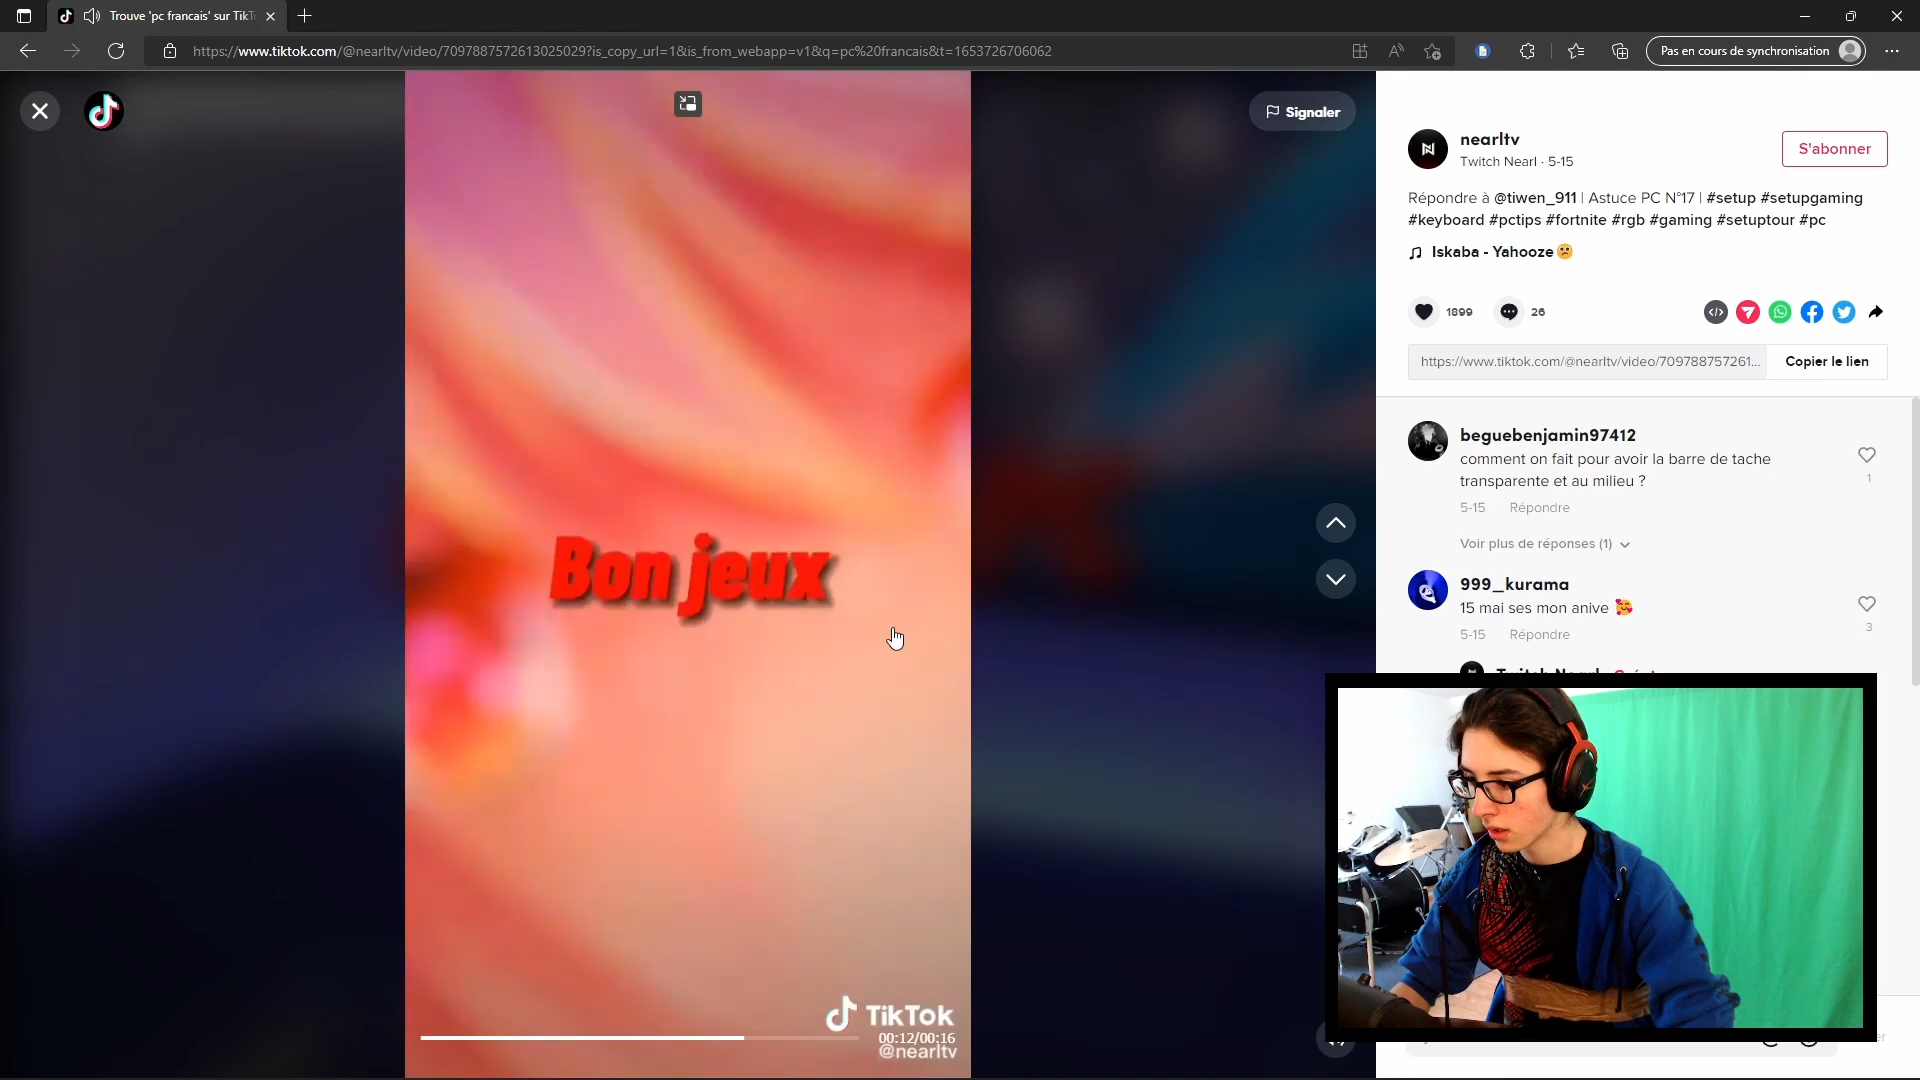 Trouve 'pc francais' sur TikT
https://www.tiktok.com/@nearltv/video/7097887572613025029?is_copy_url=1&is_from_webapp=v1&q=pc%20francais&t=1653726706062
Pas en cours de synchronisation
Signaler
Bon jeux
TikTok
00:12/00:16
@nearltv
nearltv
Twitch Nearl · 5-15
S'abonner
Répondre à @tiwen_911 | Astuce PC N°17 | #setup #setupgaming
#keyboard #pctips #fortnite #rgb #gaming #setuptour #pc
Iskaba - Yahooze😕
1899
26
https://www.tiktok.com/@nearltv/video/709788757261...
Copier le lien
beguebenjamin97412
comment on fait pour avoir la barre de tache
transparente et au milieu ?
1
5-15 Répondre
Voir plus de réponses (1)
999_kurama
15 mai ses mon anive 🥰
3
5-15 Répondre